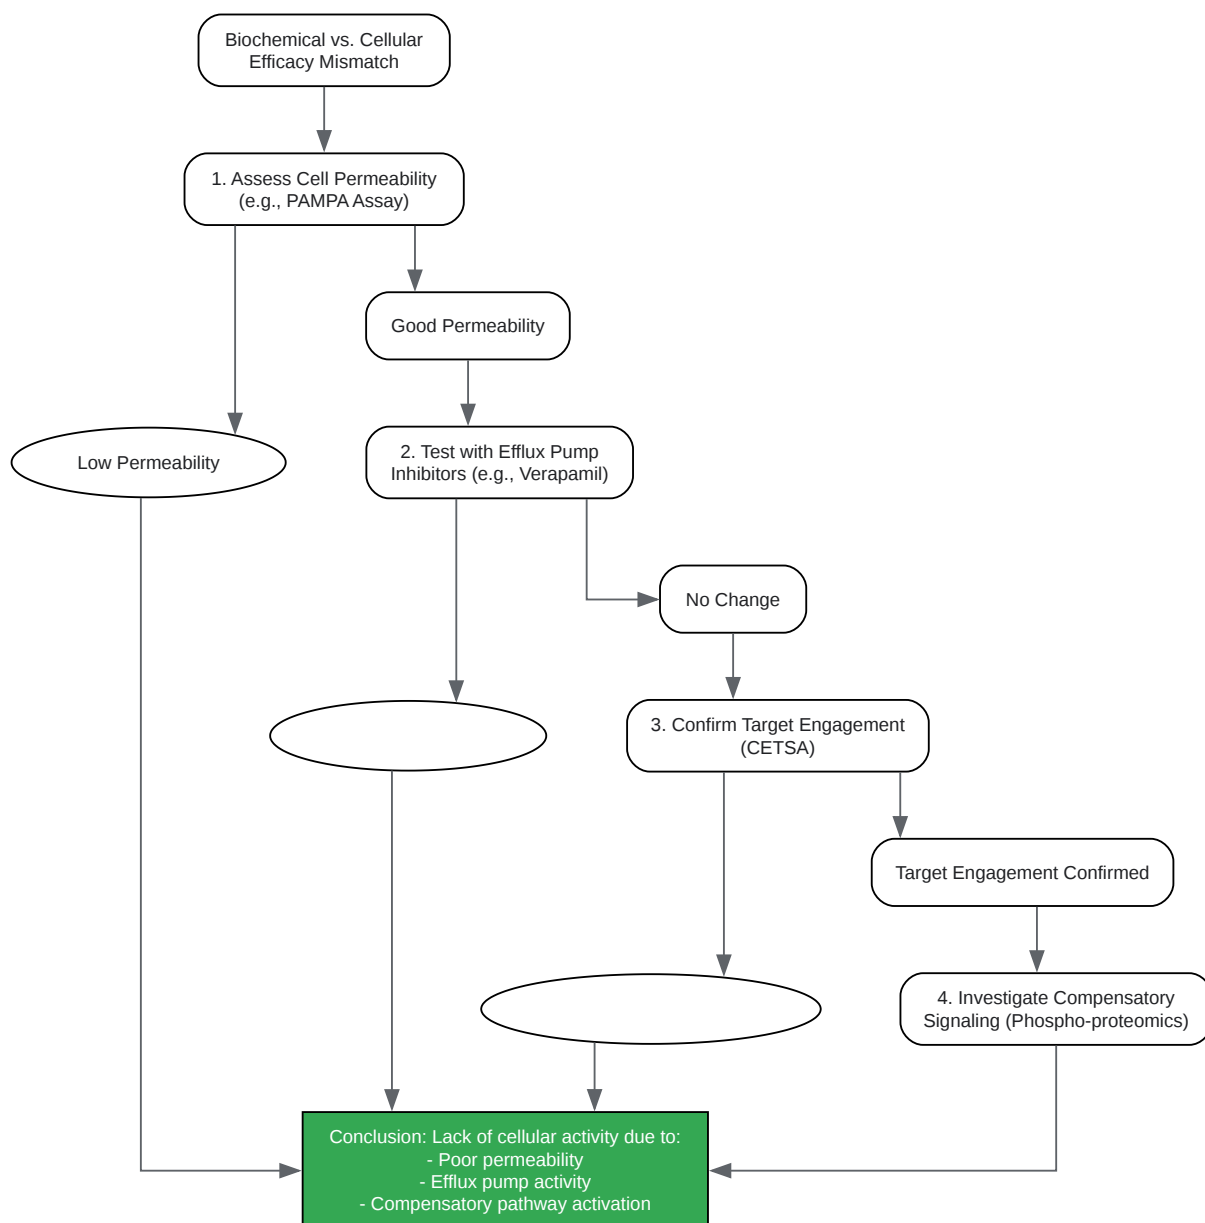 Biochemical vs. Cellular
Efficacy Mismatch
1. Assess Cell Permeability
(e.g., PAMPA Assay)
Good Permeability
Low Permeability
2. Test with Efflux Pump
Inhibitors (e.g., Verapamil)
No Change
3. Confirm Target Engagement
(CETSA)
Target Engagement Confirmed
4. Investigate Compensatory
Signaling (Phospho-proteomics)
Conclusion: Lack of cellular activity due to:
- Poor permeability
- Efflux pump activity
- Compensatory pathway activation